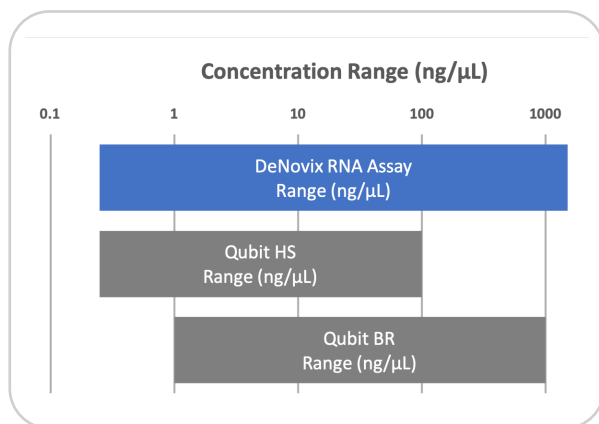 Concentration Range (ng/µL)
0.1 1 10 100 1000
DeNovix RNA Assay
Range (ng/µL)
Qubit HS
Range (ng/µL)
Qubit BR
Range (ng/µL)